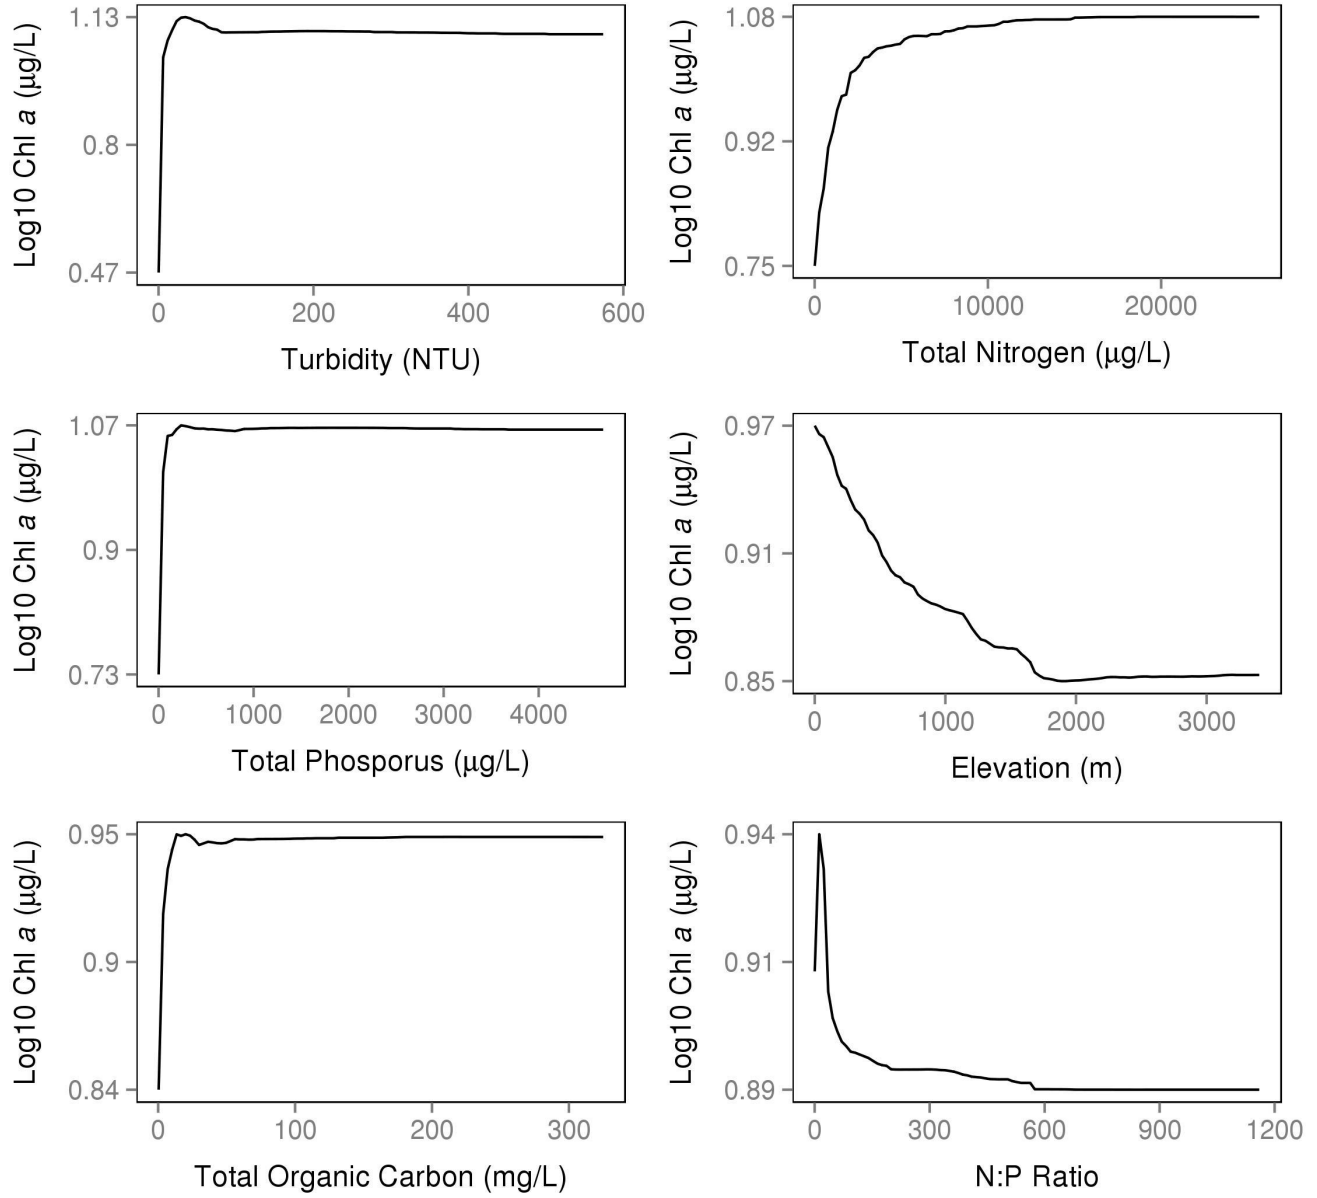 Log10 Chl a (µg/L)
1.13
0.8
0.47
0 200 400 600
Turbidity (NTU)
Log10 Chl a (µg/L)
1.08
0.92
0.75
0 10000 20000
Total Nitrogen (µg/L)
Log10 Chl a (µg/L)
1.07
0.9
0.73
0 1000 2000 3000 4000
Total Phosporus (µg/L)
Log10 Chl a (µg/L)
0.97
0.91
0.85
0 1000 2000 3000
Elevation (m)
Log10 Chl a (µg/L)
0.95
0.9
0.84
0 100 200 300
Total Organic Carbon (mg/L)
Log10 Chl a (µg/L)
0.94
0.91
0.89
0 300 600 900 1200
N:P Ratio